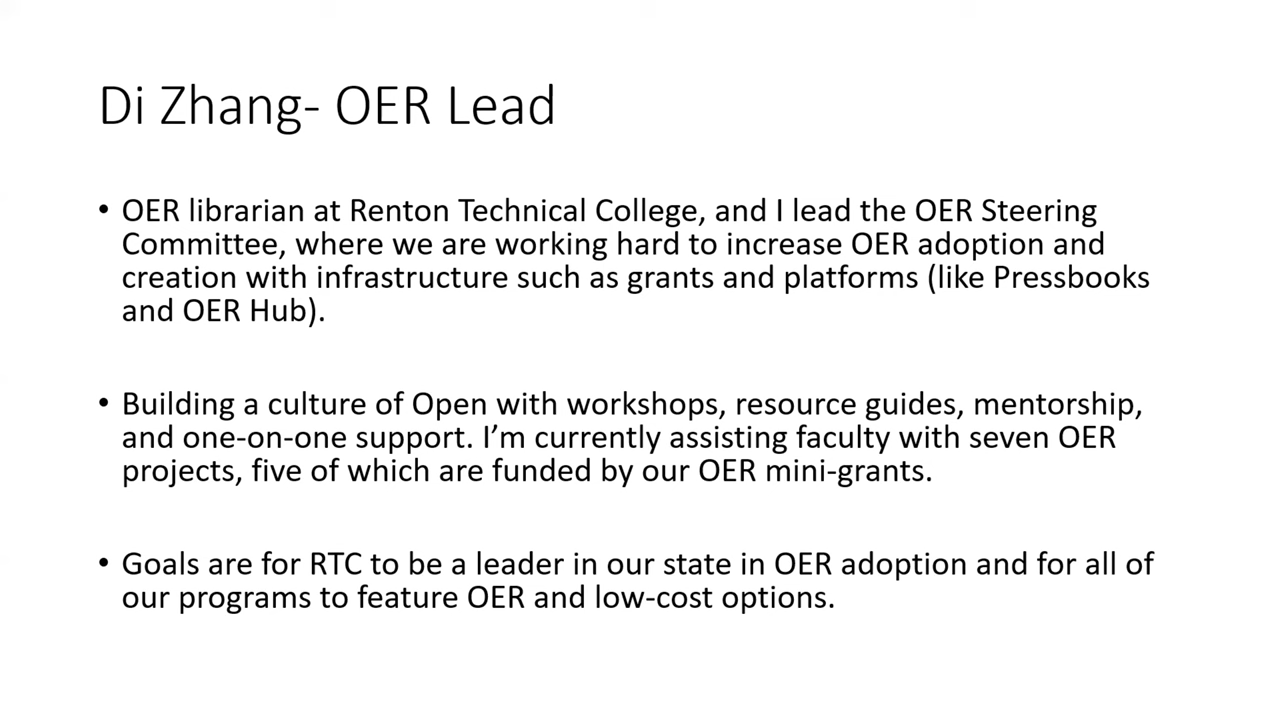 Di Zhang- OER Lead
• OER librarian at Renton Technical College, and I lead the OER Steering
Committee, where we are working hard to increase OER adoption and
creation with infrastructure such as grants and platforms (like Pressbooks
and OER Hub).
• Building a culture of Open with workshops, resource guides, mentorship,
and one-on-one support. I’m currently assisting faculty with seven OER
projects, five of which are funded by our OER mini-grants.
• Goals are for RTC to be a leader in our state in OER adoption and for all of
our programs to feature OER and low-cost options.